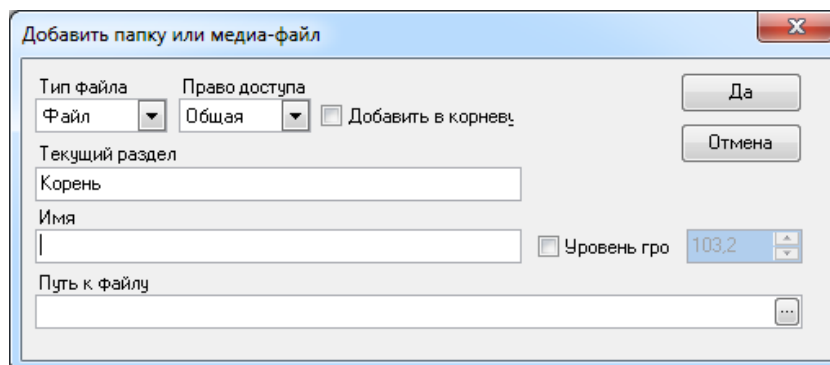 Добавить папку или медиа-файл
Тип файла Право доступа
Файл Общая Добавить в корневу
Да
Текущий раздел
Отмена
Корень
Имя
Уровень гро 103,2
Путь к файлу
...